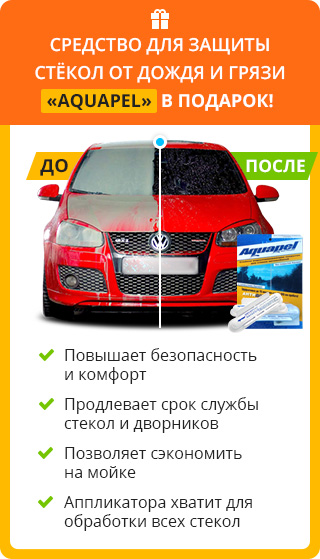 СРЕДСТВО ДЛЯ ЗАЩИТЫ
СТЁКОЛ ОТ ДОЖДЯ И ГРЯЗИ
«AQUAPEL» В ПОДАРОК!
ДО
ПОСЛЕ
Aquapel
Повышает безопасность
и комфорт
Продлевает срок службы
стекол и дворников
Позволяет сэкономить
на мойке
Аппликатора хватит для
обработки всех стекол